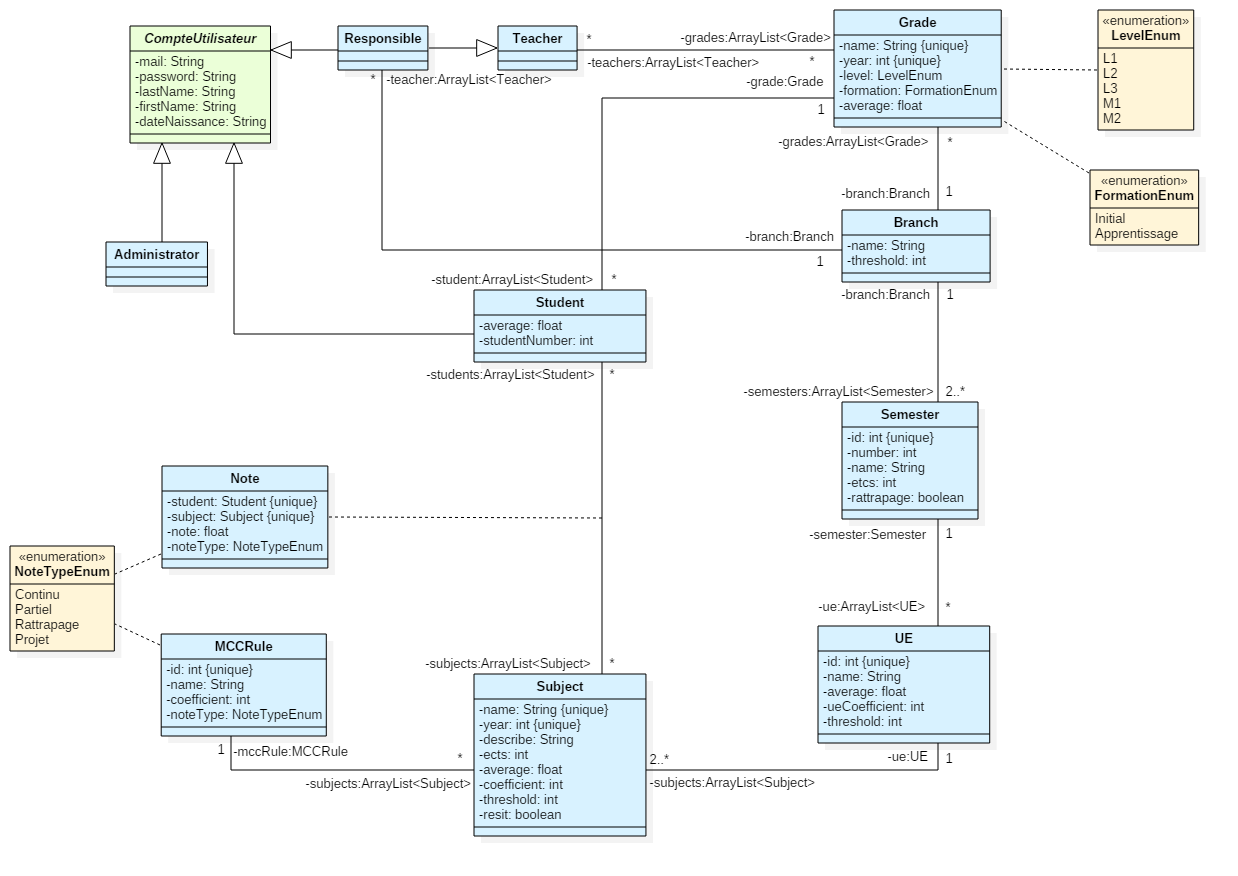 CompteUtilisateur
-mail: String
-password: String
-lastName: String
-firstName: String
-dateNaissance: String
Responsible
Teacher
*
-grades:ArrayList<Grade>
-teachers:ArrayList<Teacher>
*
Grade
-name: String {unique}
-year: int {unique}
-level: LevelEnum
-formation: FormationEnum
-average: float
«enumeration»
LevelEnum
L1
L2
L3
M1
M2
*
-teacher:ArrayList<Teacher>
-grade:Grade
1
-grades:ArrayList<Grade>
*
«enumeration»
FormationEnum
Initial
Apprentissage
-branch:Branch
1
Branch
-name: String
-threshold: int
-branch:Branch
1
Administrator
-student:ArrayList<Student>
*
Student
-average: float
-studentNumber: int
-branch:Branch
1
-students:ArrayList<Student>
*
-semesters:ArrayList<Semester>
2..*
Semester
-id: int {unique}
-number: int
-name: String
-etcs: int
-rattrapage: boolean
Note
-student: Student {unique}
-subject: Subject {unique}
-note: float
-noteType: NoteTypeEnum
-semester:Semester
1
«enumeration»
NoteTypeEnum
Continu
Partiel
Rattrapage
Projet
-ue:ArrayList<UE>
*
MCCRule
-id: int {unique}
-name: String
-coefficient: int
-noteType: NoteTypeEnum
UE
-id: int {unique}
-name: String
-average: float
-ueCoefficient: int
-threshold: int
-subjects:ArrayList<Subject>
*
Subject
-name: String {unique}
-year: int {unique}
-describe: String
-ects: int
-average: float
-coefficient: int
-threshold: int
-resit: boolean
1
-mccRule:MCCRule
*
-subjects:ArrayList<Subject>
2..*
-subjects:ArrayList<Subject>
-ue:UE
1